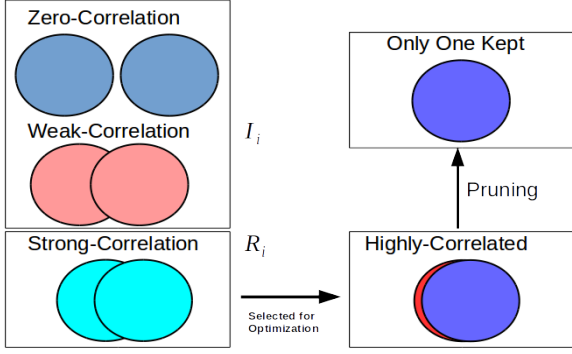 Zero-Correlation
Weak-Correlation
I_i
Strong-Correlation
R_i
Selected for
Optimization
Only One Kept
Pruning
Highly-Correlated